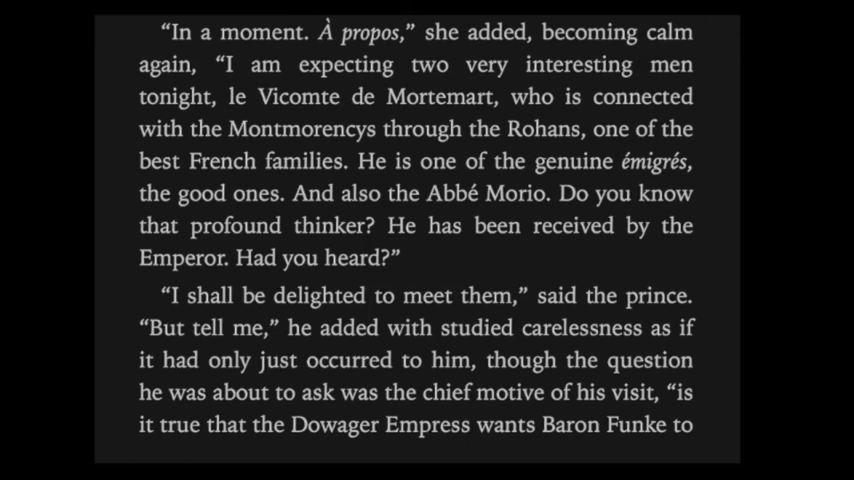 “In a moment. À propos,” she added, becoming calm
again, “I am expecting two very interesting men
tonight, le Vicomte de Mortemart, who is connected
with the Montmorencys through the Rohans, one of the
best French families. He is one of the genuine émigrés,
the good ones. And also the Abbé Morio. Do you know
that profound thinker? He has been received by the
Emperor. Had you heard?”
“I shall be delighted to meet them,” said the prince.
“But tell me,” he added with studied carelessness as if
it had only just occurred to him, though the question
he was about to ask was the chief motive of his visit, “is
it true that the Dowager Empress wants Baron Funke to